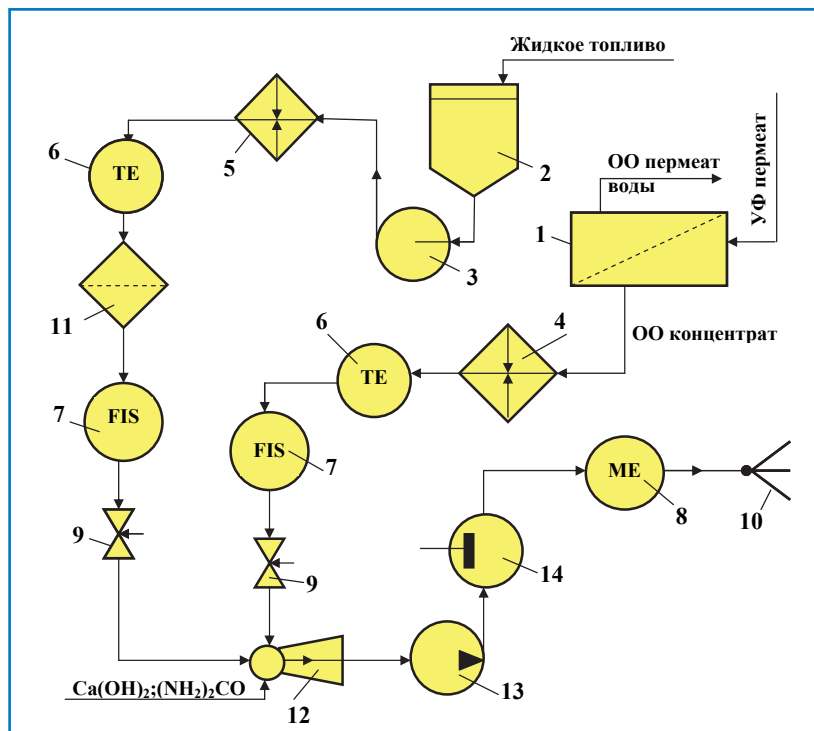 Жидкое топливо
6
TE
5
2
ОО пермеат
воды
УФ пермеат
1
3
11
4
ОО концентрат
6
TE
7
FIS
FIS
7
ME
8
10
9
9
14
Ca(OH)₂;(NH₂)₂CO
12
13